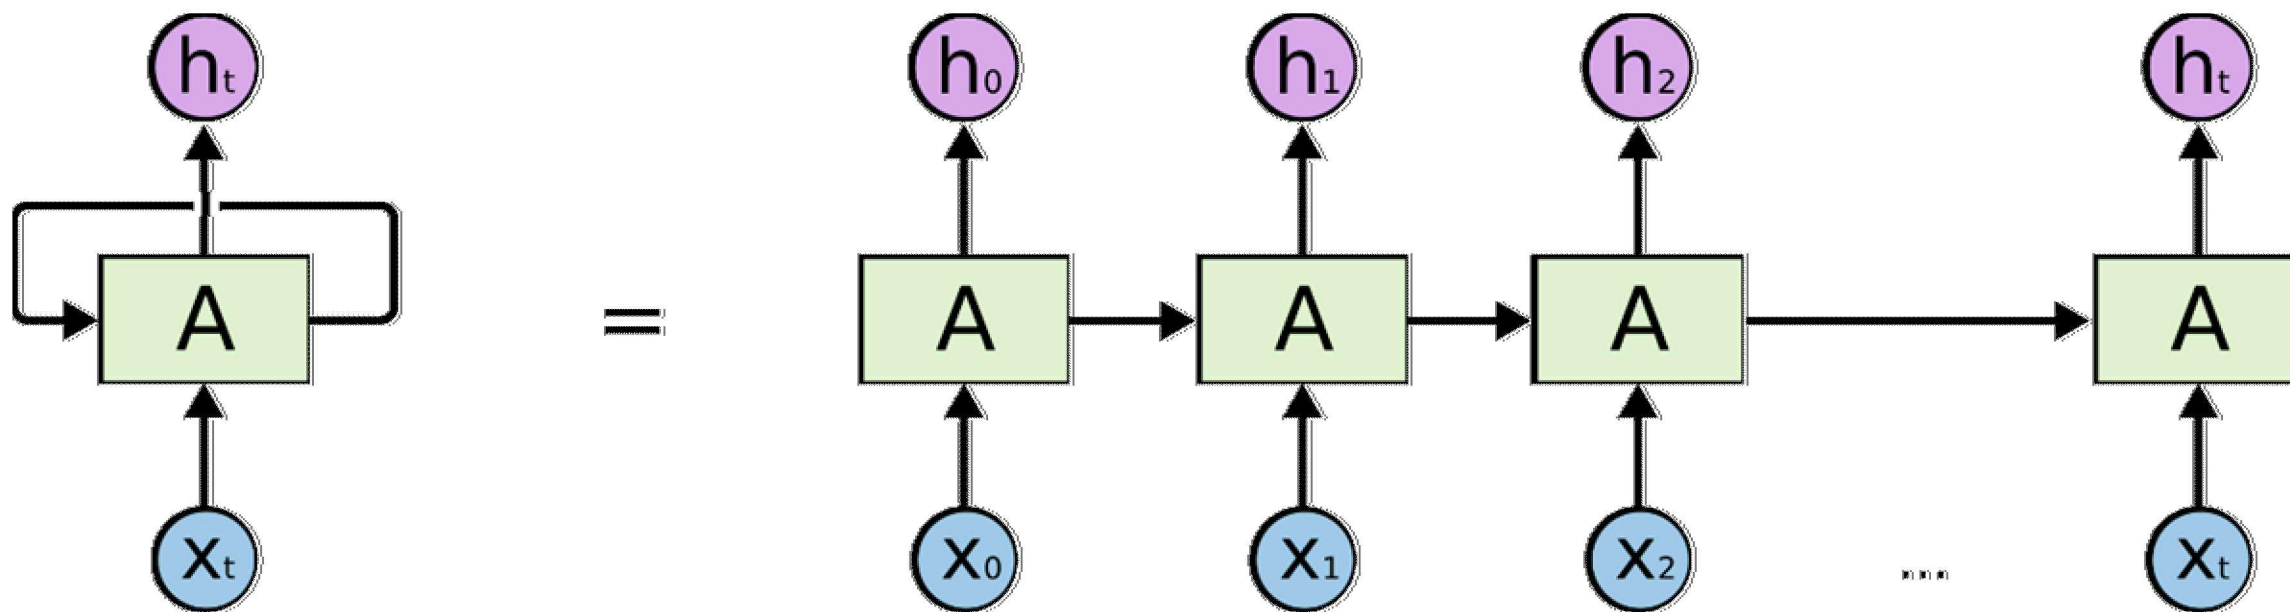 hₜ h₀ h₁ h₂ hₜ
A = A A A A
xₜ x₀ x₁ x₂ ... xₜ